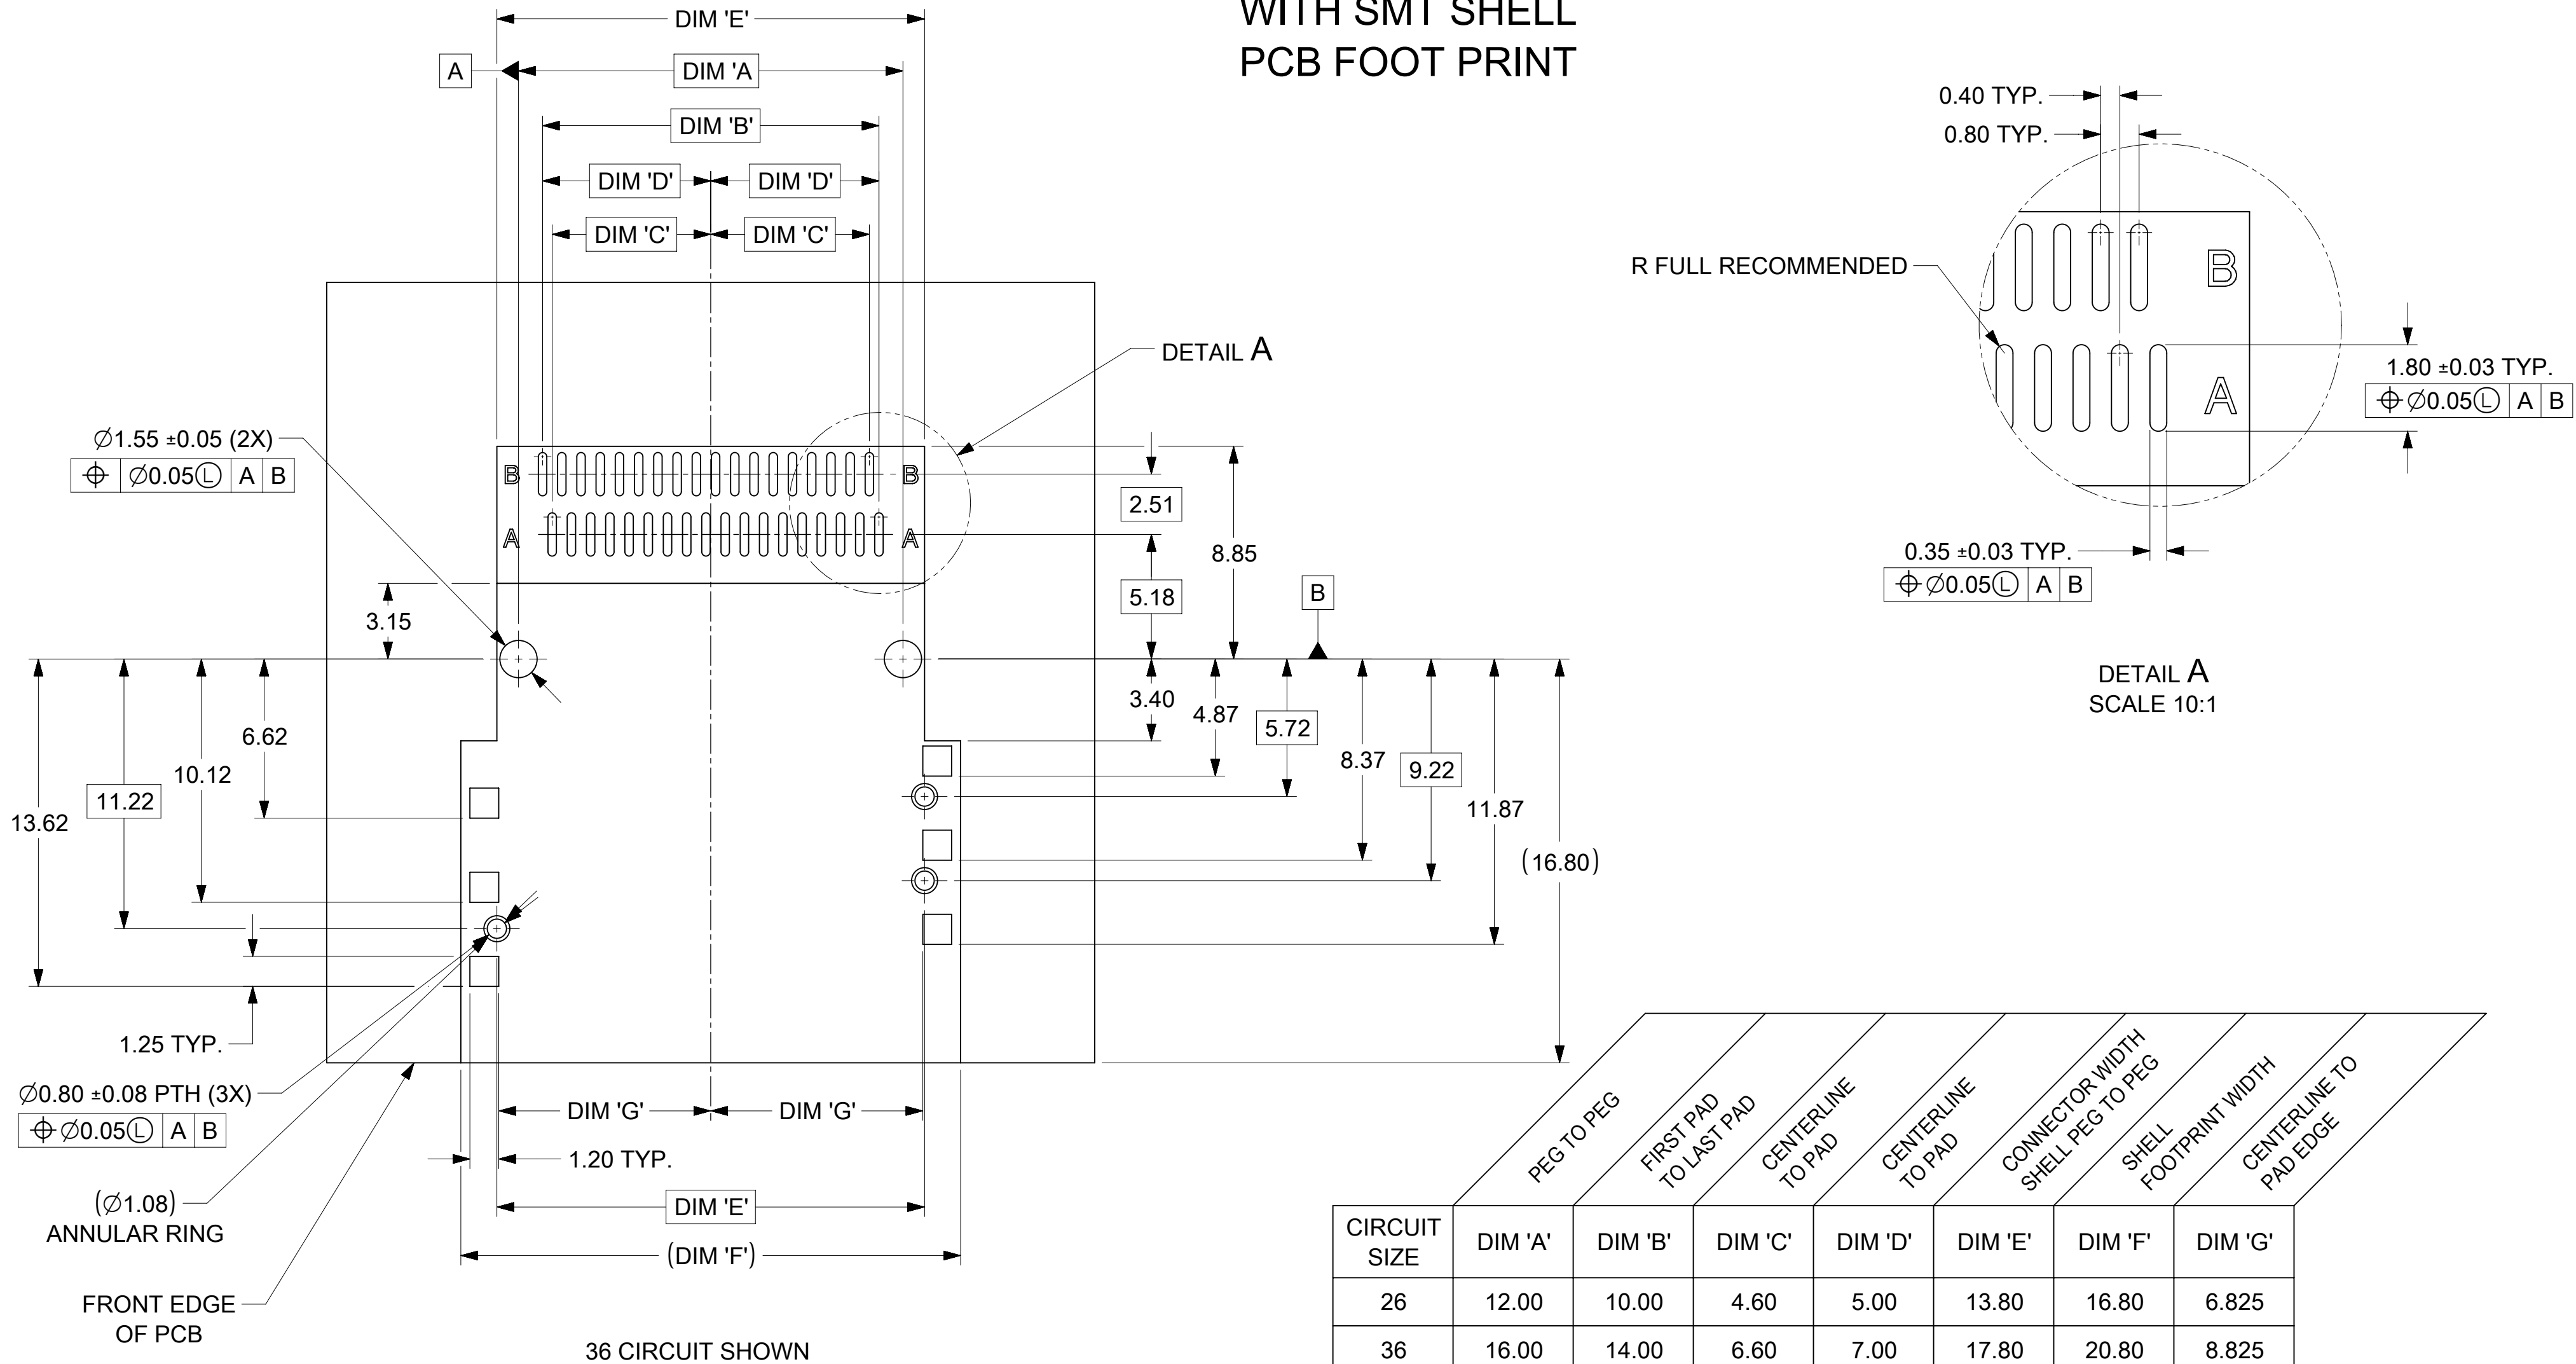 WITH SMT SHELL
PCB FOOT PRINT
DIM 'E'
A
DIM 'A
DIM 'B'
DIM 'D'
DIM 'D'
DIM 'C'
DIM 'C'
DETAIL A
Ø1.55 ±0.05 (2X)
⌖ Ø0.05Ⓛ A B
B
B
A
A
2.51
8.85
5.18
B
3.15
3.40
4.87
5.72
8.37
9.22
11.87
(16.80)
6.62
10.12
11.22
13.62
1.25 TYP.
Ø0.80 ±0.08 PTH (3X)
⌖ Ø0.05Ⓛ A B
DIM 'G'
DIM 'G'
1.20 TYP.
(Ø1.08)
ANNULAR RING
DIM 'E'
(DIM 'F')
FRONT EDGE
OF PCB
36 CIRCUIT SHOWN
0.40 TYP.
0.80 TYP.
R FULL RECOMMENDED
B
A
1.80 ±0.03 TYP.
⌖ Ø0.05Ⓛ A B
0.35 ±0.03 TYP.
⌖ Ø0.05Ⓛ A B
DETAIL A
SCALE 10:1
PEG TO PEG
FIRST PAD
TO LAST PAD
CENTERLINE
TO PAD
CENTERLINE
TO PAD
CONNECTOR WIDTH
SHELL PEG TO PEG
SHELL
FOOTPRINT WIDTH
CENTERLINE TO
PAD EDGE
CIRCUIT SIZE DIM 'A' DIM 'B' DIM 'C' DIM 'D' DIM 'E' DIM 'F' DIM 'G'
26 12.00 10.00 4.60 5.00 13.80 16.80 6.825
36 16.00 14.00 6.60 7.00 17.80 20.80 8.825